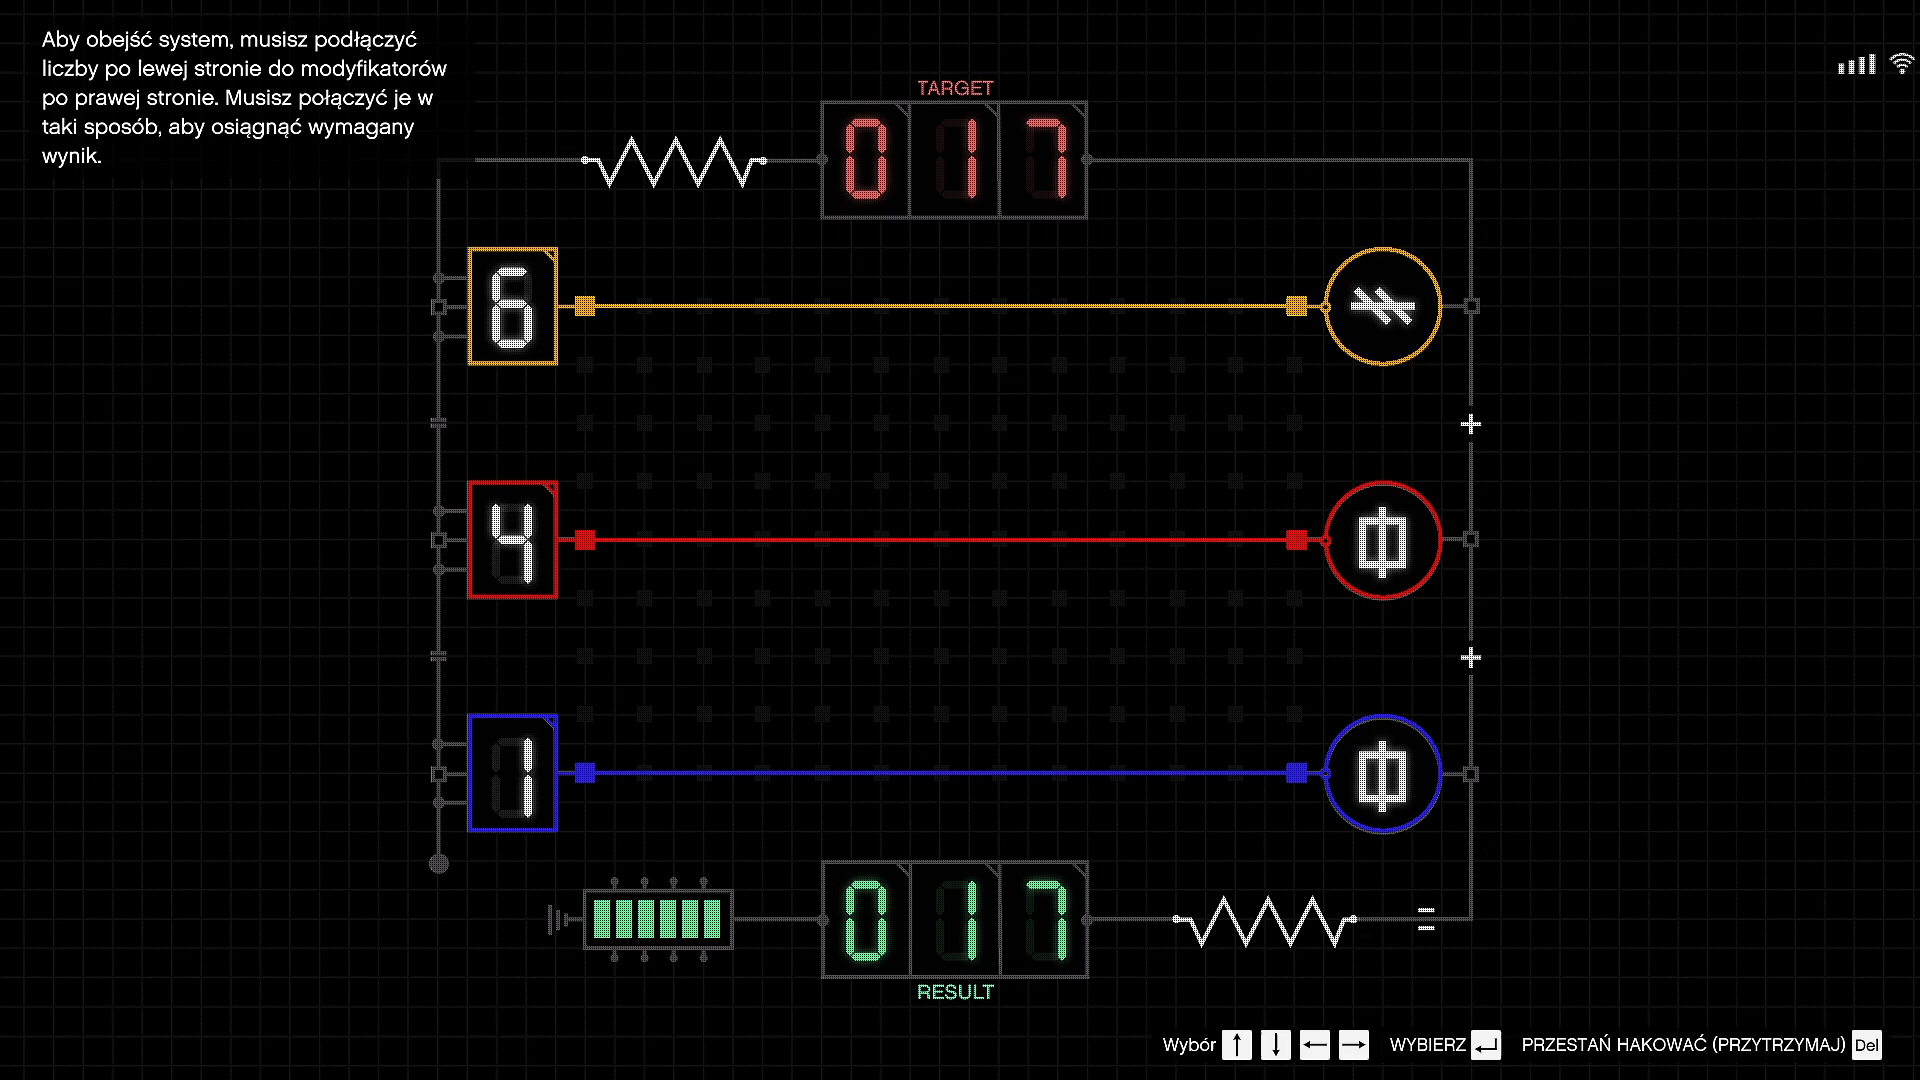 Aby obejść system, musisz podłączyć
liczby po lewej stronie do modyfikatorów
po prawej stronie. Musisz połączyć je w
taki sposób, aby osiągnąć wymagany
wynik.
TARGET
017
6
+
4
+
1
017
=
RESULT
Wybór ↑ ↓ ← → WYBIERZ ↵ PRZESTAŃ HAKOWAĆ (PRZYTRZYMAJ) Del